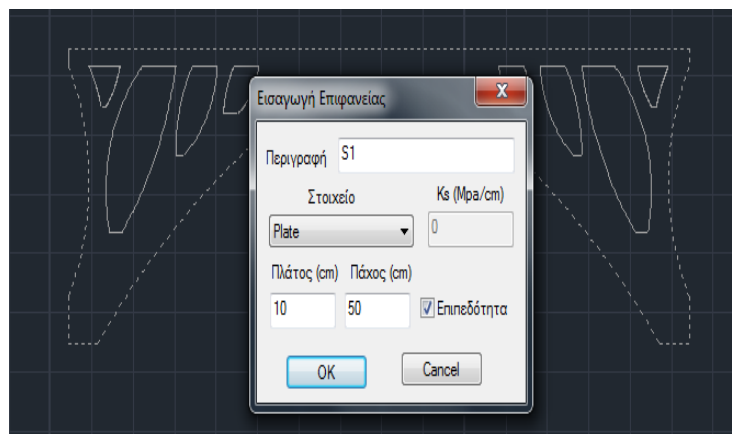 Εισαγωγή Επιφανείας
Περιγραφή S1
Στοιχείο Ks (Mpa/cm)
Plate 0
Πλάτος (cm) Πάχος (cm)
10 50 Επιπεδότητα
OK Cancel